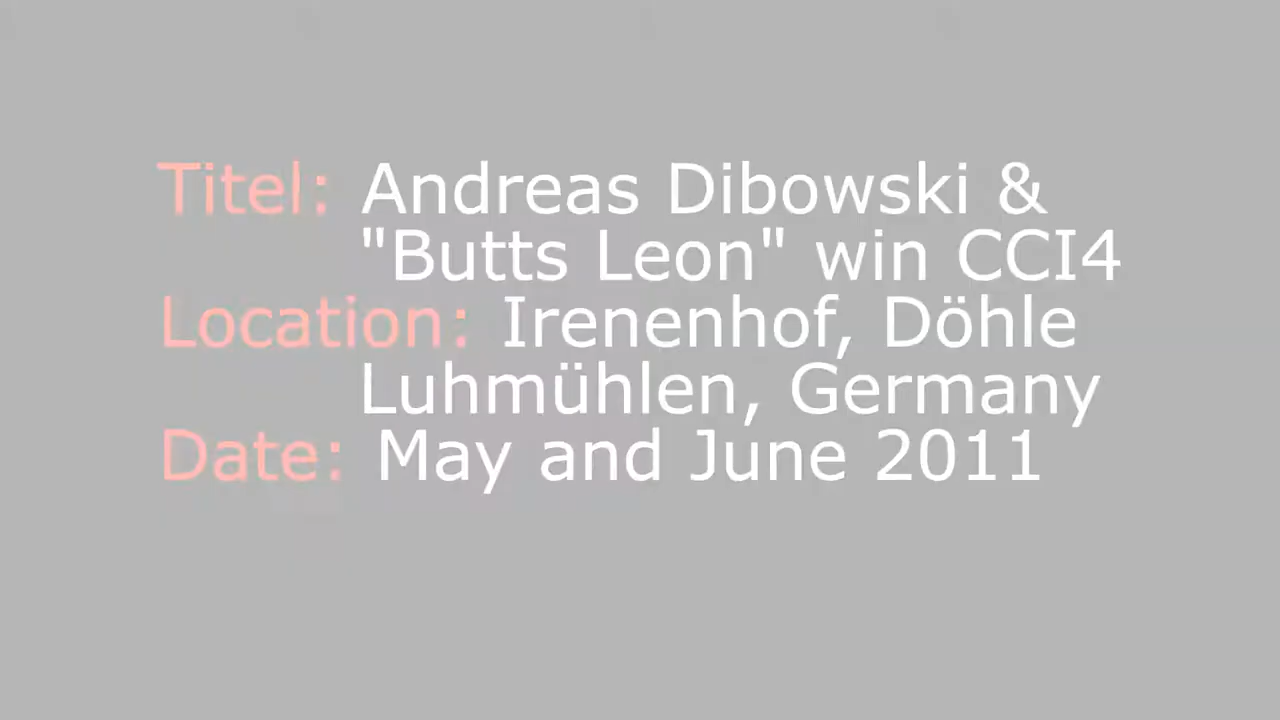 Titel: Andreas Dibowski &
"Butts Leon" win CCI4
Location: Irenenhof, Döhle
Luhmühlen, Germany
Date: May and June 2011